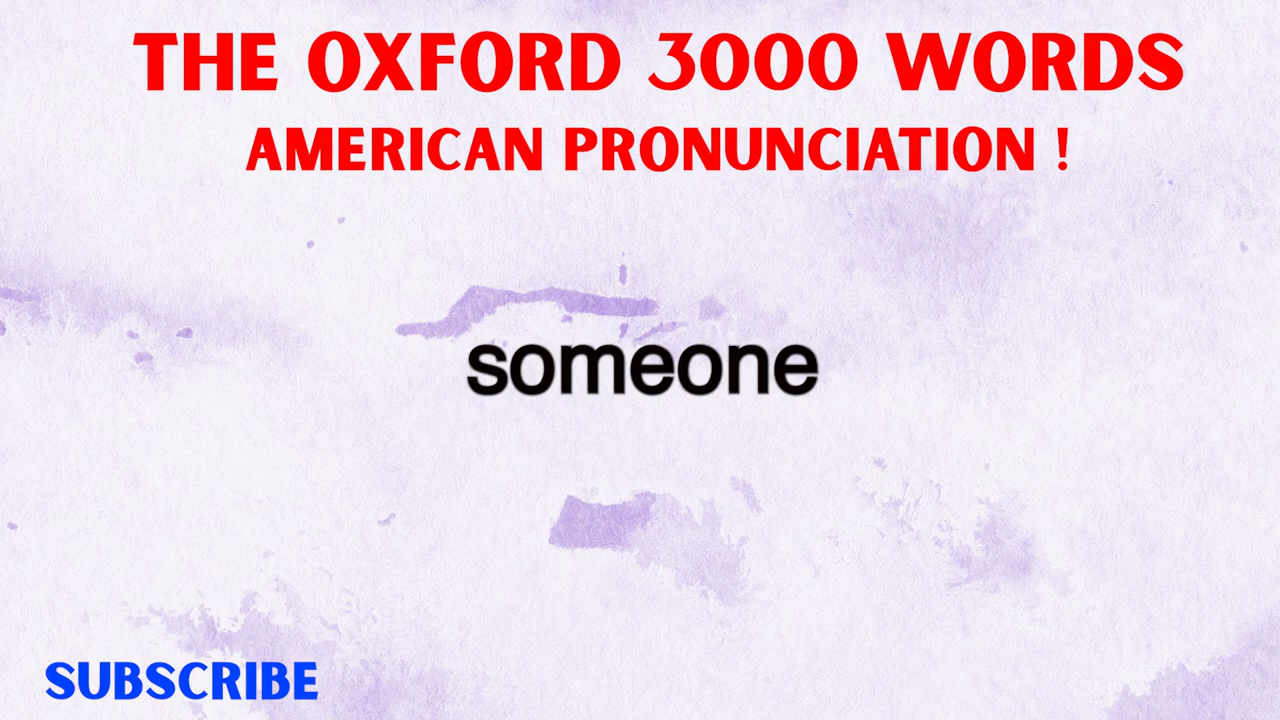 THE OXFORD 3000 WORDS
AMERICAN PRONUNCIATION !
someone
SUBSCRIBE